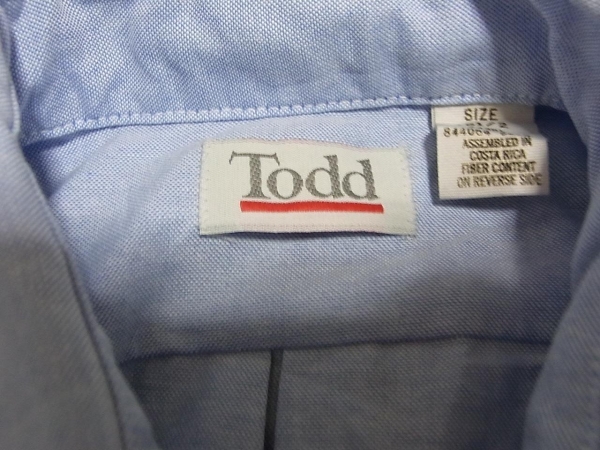 Todd
SIZE
ASSEMBLED IN
COSTA RICA
FIBER CONTENT
ON REVERSE SIDE